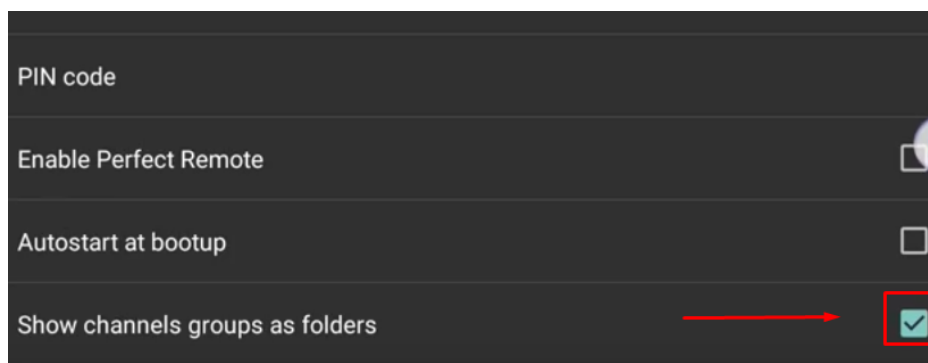 PIN code
Enable Perfect Remote
Autostart at bootup
Show channels groups as folders